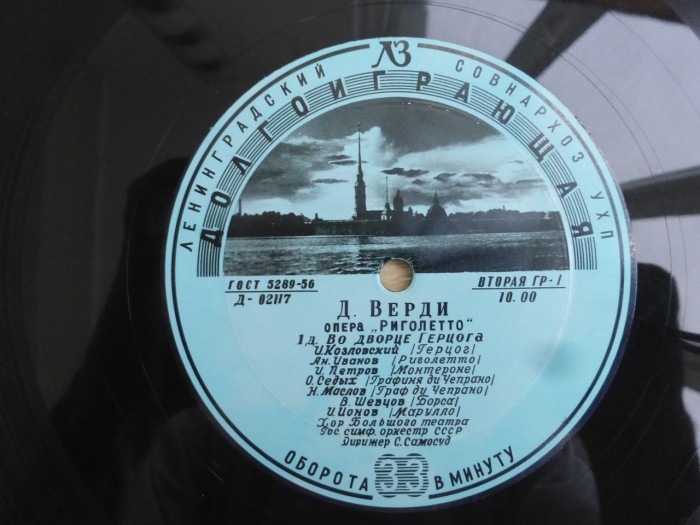 ЛЗ
ЛЕНИНГРАДСКИЙ СОВНАРХОЗ УХП
ДОЛГОИГРАЮЩАЯ
ГОСТ 5289-56
Д-02117
ВТОРАЯ ГР-1
10.00
Д. ВЕРДИ
ОПЕРА „РИГОЛЕТТО"
1 д. ВО ДВОРЦЕ ГЕРЦОГА
И.Козловский /Герцог/
Ан. Иванов /Риголетто/
И. Петров /Монтероне/
О. Седых /Графиня ди Чепрано/
Н. Маслов /Граф ди Чепрано/
В. Шевцов /Борса/
И. Ионов /Марулло/
Хор Большого театра
Гос симф. оркестр СССР
Дирижер С. Самосуд
ОБОРОТА 33 В МИНУТУ